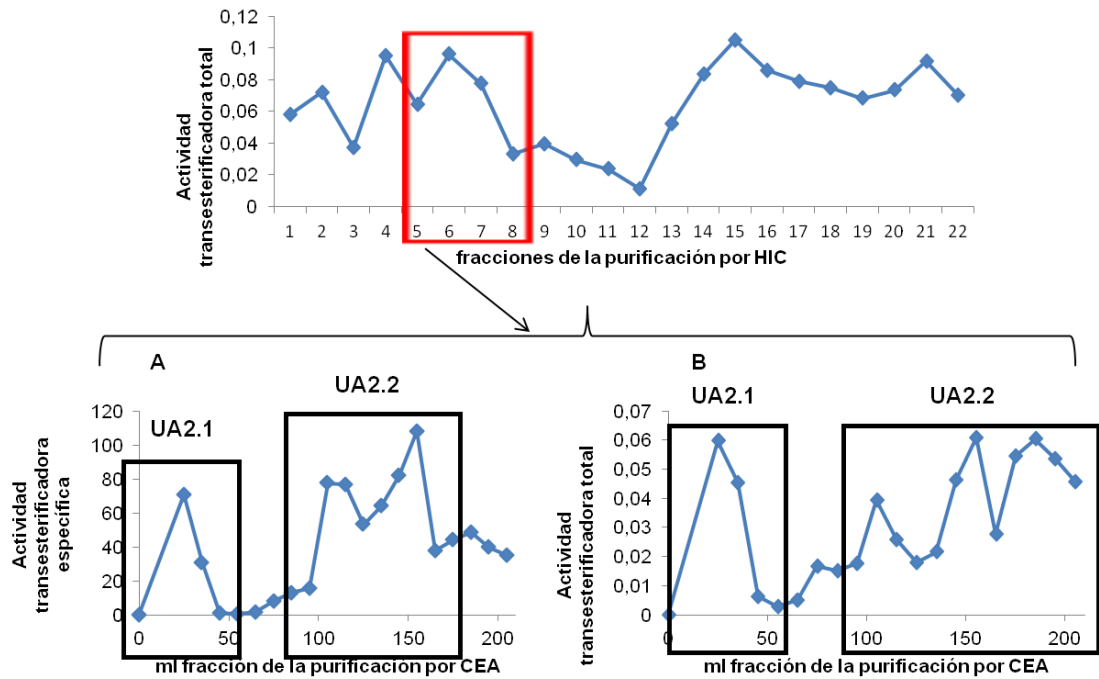 0,12
0,1
0,08
0,06
0,04
0,02
0
Actividad
transesterificadora total
1 2 3 4 5 6 7 8 9 10 11 12 13 14 15 16 17 18 19 20 21 22
fracciones de la purificación por HIC
A
UA2.1
UA2.2
120
100
80
60
40
20
0
Actividad
transesterificadora
específica
0 50 100 150 200
ml fracción de la purificación por CEA
B
UA2.1
UA2.2
0,07
0,06
0,05
0,04
0,03
0,02
0,01
0
Actividad
transesterificadora total
0 50 100 150 200
ml fracción de la purificación por CEA